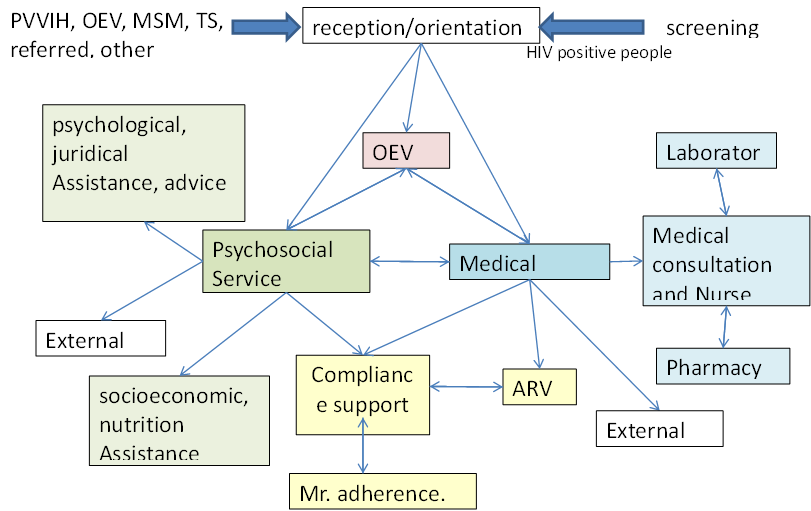 PVVIH, OEV, MSM, TS,
referred, other
reception/orientation
screening
HIV positive people
psychological,
juridical
Assistance, advice
OEV
Laborator
Psychosocial
Service
Medical
Medical
consultation
and Nurse
External
Complianc
e support
ARV
Pharmacy
socioeconomic,
nutrition
Assistance
External
Mr. adherence.